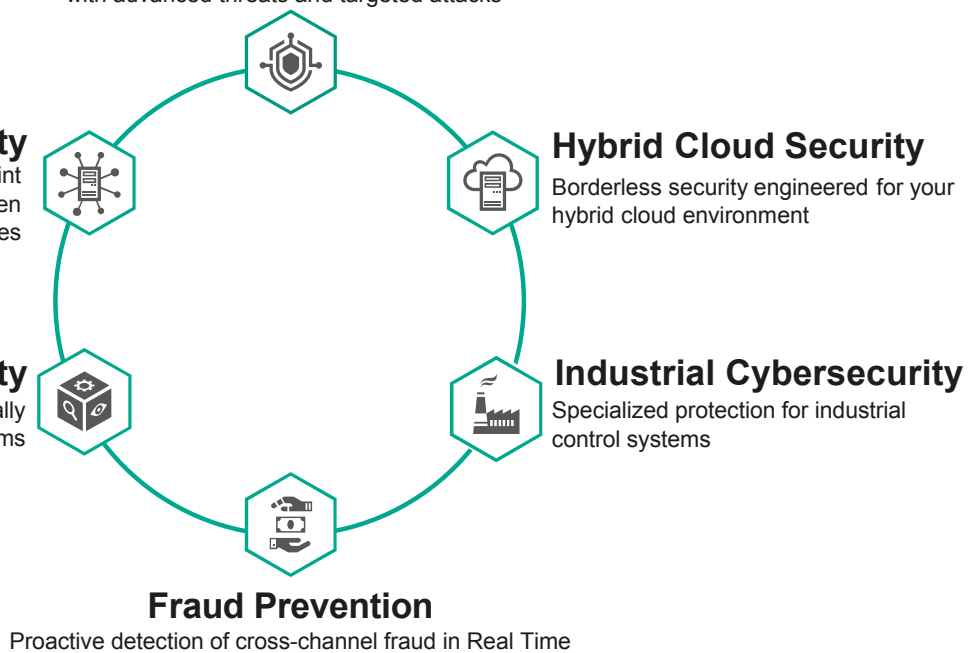 with advanced threats and targeted attacks
ty
int
en
es
Hybrid Cloud Security
Borderless security engineered for your
hybrid cloud environment
ty
ally
ms
Industrial Cybersecurity
Specialized protection for industrial
control systems
Fraud Prevention
Proactive detection of cross-channel fraud in Real Time